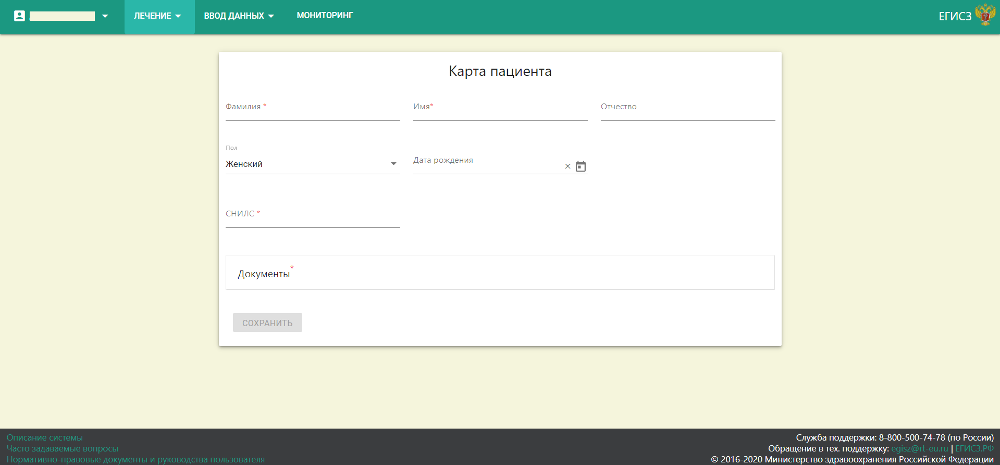 ЛЕЧЕНИЕ ВВОД ДАННЫХ МОНИТОРИНГ ЕГИСЗ
Карта пациента
Фамилия * Имя* Отчество
Пол
Женский Дата рождения
СНИЛС *
Документы*
СОХРАНИТЬ
Описание системы
Часто задаваемые вопросы
Нормативно-правовые документы и руководства пользователя
Служба поддержки: 8-800-500-74-78 (по России)
Обращение в тех. поддержку: egisz@rt-eu.ru | ЕГИСЗ.РФ
© 2016-2020 Министерство здравоохранения Российской Федерации